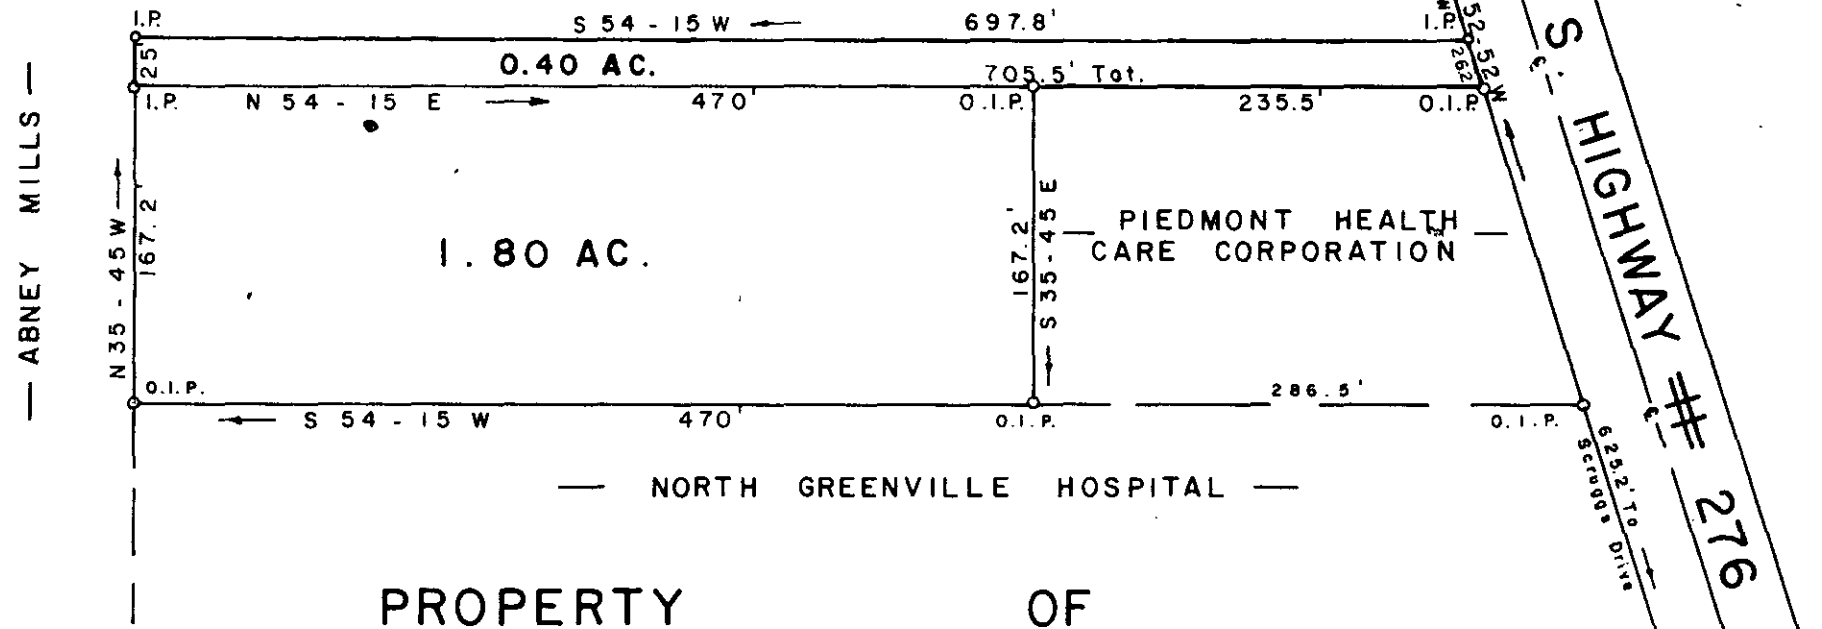 I.P. S 54 - 15 W 697.8' I.P.
52-52 W
25' 0.40 AC. 705.5' Tot. 262
I.P. N 54 - 15 E 470' O.I.P. 235.5' O.I.P.
— ABNEY MILLS —
N 35 - 45 W
167.2'
1.80 AC.
167.2'
S 35 - 45 E
— PIEDMONT HEALTH —
CARE CORPORATION
S. HIGHWAY # 276
O.I.P. 286.5'
S 54 - 15 W 470' O.I.P. O.I.P.
625.2' To
Scruggs Drive
— NORTH GREENVILLE HOSPITAL —
PROPERTY OF